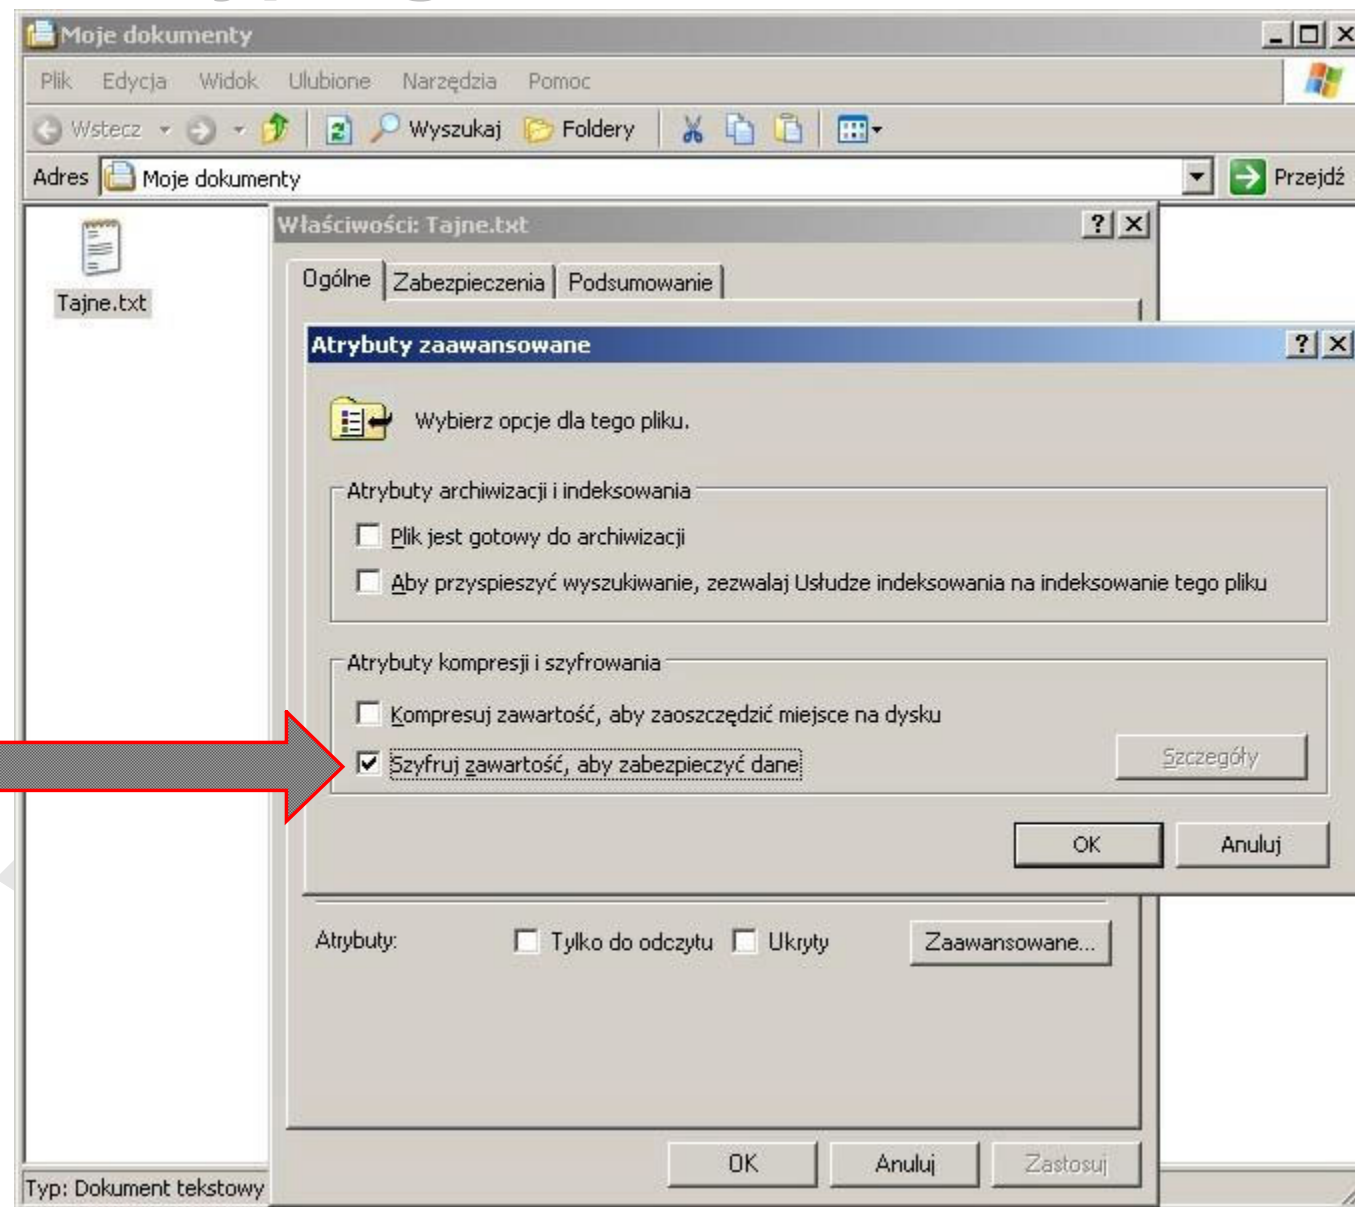 Moje dokumenty
Plik Edycja Widok Ulubione Narzędzia Pomoc
Wstecz Wyszukaj Foldery
Adres Moje dokumenty Przejdź
Tajne.txt
Właściwości: Tajne.txt
Ogólne Zabezpieczenia Podsumowanie
Atrybuty zaawansowane
Wybierz opcje dla tego pliku.
Atrybuty archiwizacji i indeksowania
Plik jest gotowy do archiwizacji
Aby przyspieszyć wyszukiwanie, zezwalaj Usłudze indeksowania na indeksowanie tego pliku
Atrybuty kompresji i szyfrowania
Kompresuj zawartość, aby zaoszczędzić miejsce na dysku
Szyfruj zawartość, aby zabezpieczyć dane
Szczegóły
OK Anuluj
Atrybuty: Tylko do odczytu Ukryty Zaawansowane...
OK Anuluj Zastosuj
Typ: Dokument tekstowy